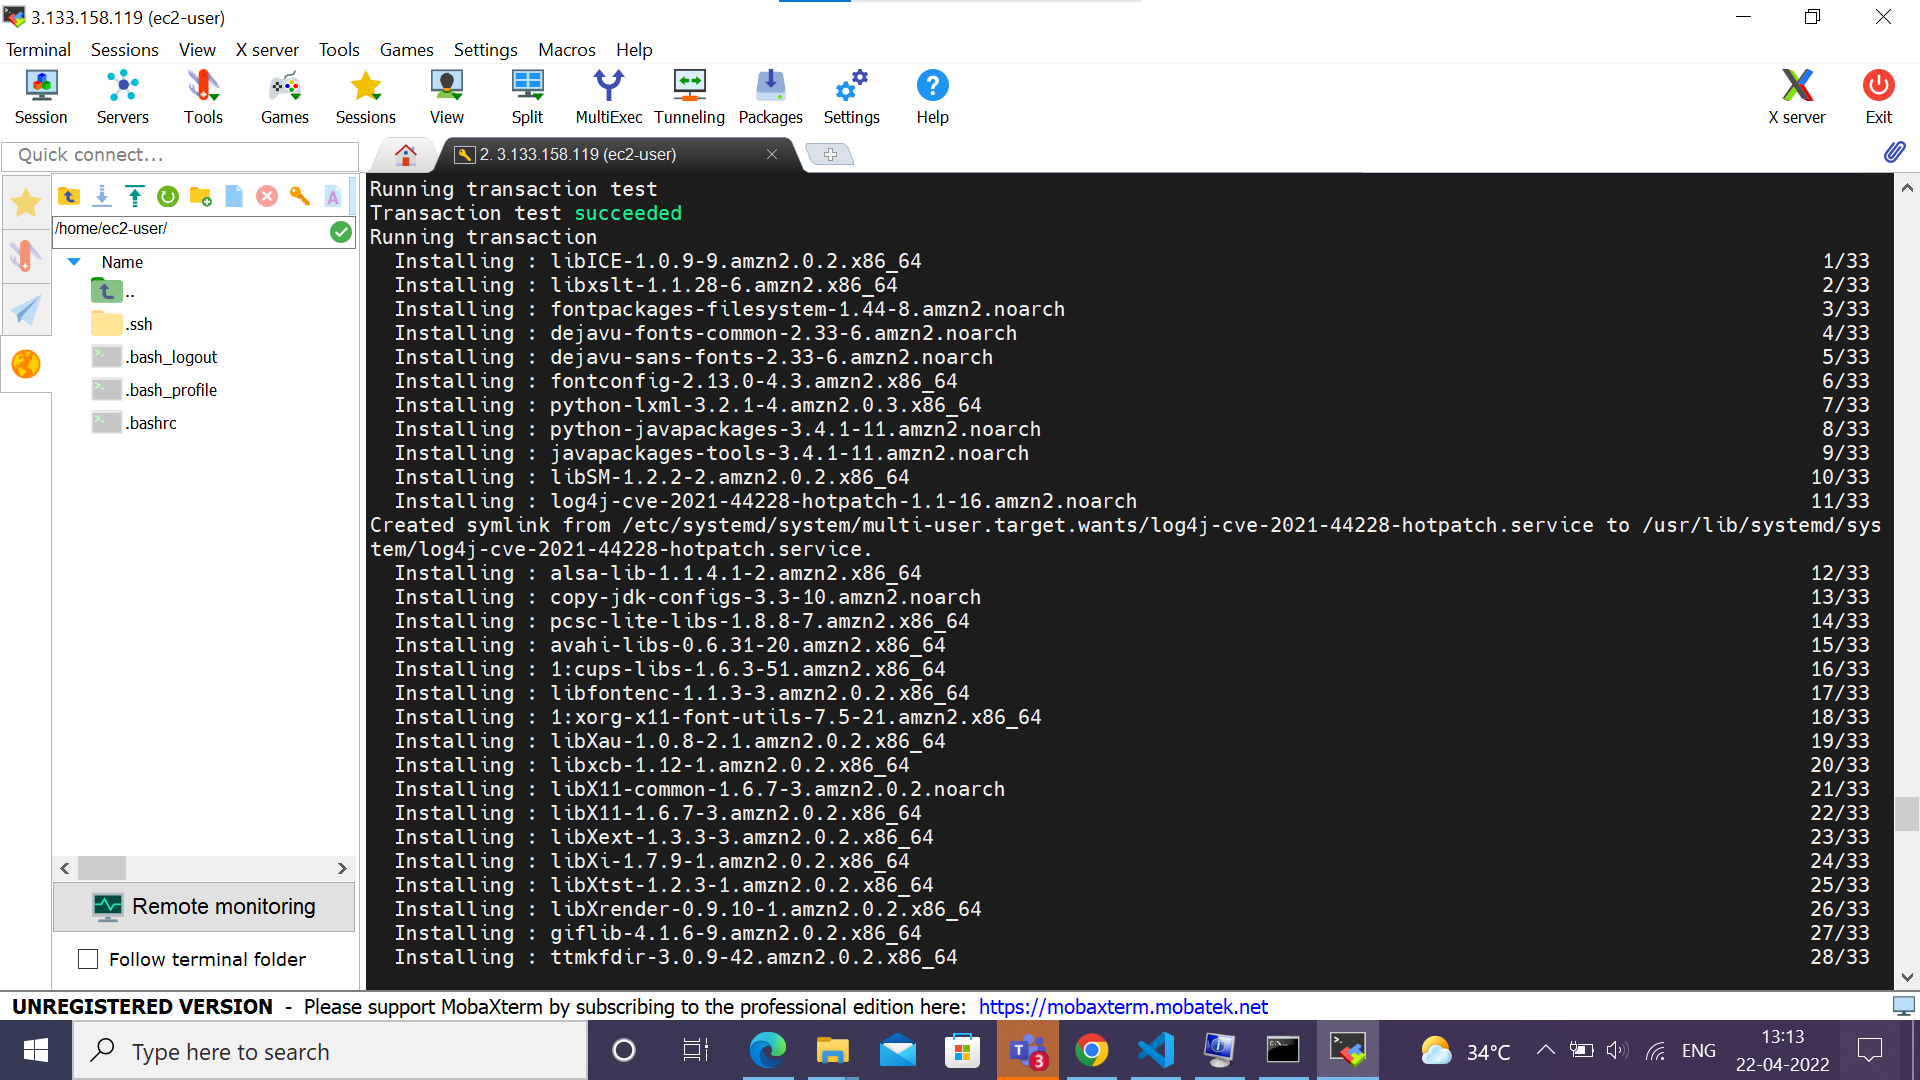 3.133.158.119 (ec2-user)
Terminal Sessions View X server Tools Games Settings Macros Help
Session Servers Tools Games Sessions View Split MultiExec Tunneling Packages Settings Help X server Exit
Quick connect...
2. 3.133.158.119 (ec2-user)
/home/ec2-user/
Name
..
.ssh
.bash_logout
.bash_profile
.bashrc
Remote monitoring
Follow terminal folder
Running transaction test
Transaction test succeeded
Running transaction
Installing : libICE-1.0.9-9.amzn2.0.2.x86_64 1/33
Installing : libxslt-1.1.28-6.amzn2.x86_64 2/33
Installing : fontpackages-filesystem-1.44-8.amzn2.noarch 3/33
Installing : dejavu-fonts-common-2.33-6.amzn2.noarch 4/33
Installing : dejavu-sans-fonts-2.33-6.amzn2.noarch 5/33
Installing : fontconfig-2.13.0-4.3.amzn2.x86_64 6/33
Installing : python-lxml-3.2.1-4.amzn2.0.3.x86_64 7/33
Installing : python-javapackages-3.4.1-11.amzn2.noarch 8/33
Installing : javapackages-tools-3.4.1-11.amzn2.noarch 9/33
Installing : libSM-1.2.2-2.amzn2.0.2.x86_64 10/33
Installing : log4j-cve-2021-44228-hotpatch-1.1-16.amzn2.noarch 11/33
Created symlink from /etc/systemd/system/multi-user.target.wants/log4j-cve-2021-44228-hotpatch.service to /usr/lib/systemd/sys
tem/log4j-cve-2021-44228-hotpatch.service.
Installing : alsa-lib-1.1.4.1-2.amzn2.x86_64 12/33
Installing : copy-jdk-configs-3.3-10.amzn2.noarch 13/33
Installing : pcsc-lite-libs-1.8.8-7.amzn2.x86_64 14/33
Installing : avahi-libs-0.6.31-20.amzn2.x86_64 15/33
Installing : 1:cups-libs-1.6.3-51.amzn2.x86_64 16/33
Installing : libfontenc-1.1.3-3.amzn2.0.2.x86_64 17/33
Installing : 1:xorg-x11-font-utils-7.5-21.amzn2.x86_64 18/33
Installing : libXau-1.0.8-2.1.amzn2.0.2.x86_64 19/33
Installing : libxcb-1.12-1.amzn2.0.2.x86_64 20/33
Installing : libX11-common-1.6.7-3.amzn2.0.2.noarch 21/33
Installing : libX11-1.6.7-3.amzn2.0.2.x86_64 22/33
Installing : libXext-1.3.3-3.amzn2.0.2.x86_64 23/33
Installing : libXi-1.7.9-1.amzn2.0.2.x86_64 24/33
Installing : libXtst-1.2.3-1.amzn2.0.2.x86_64 25/33
Installing : libXrender-0.9.10-1.amzn2.0.2.x86_64 26/33
Installing : giflib-4.1.6-9.amzn2.0.2.x86_64 27/33
Installing : ttmkfdir-3.0.9-42.amzn2.0.2.x86_64 28/33
UNREGISTERED VERSION - Please support MobaXterm by subscribing to the professional edition here: https://mobaxterm.mobatek.net
Type here to search
3
34°C
ENG
13:13
22-04-2022